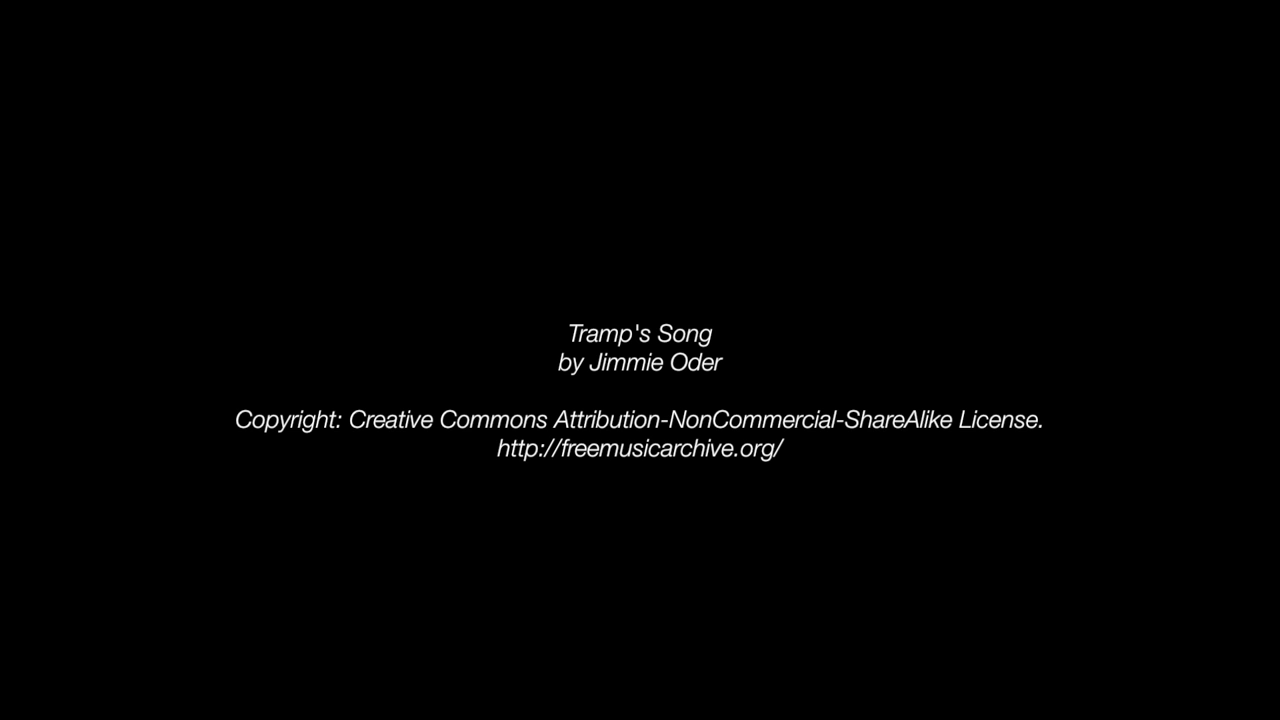 Tramp's Song
by Jimmie Oder
Copyright: Creative Commons Attribution-NonCommercial-ShareAlike License.
http://freemusicarchive.org/